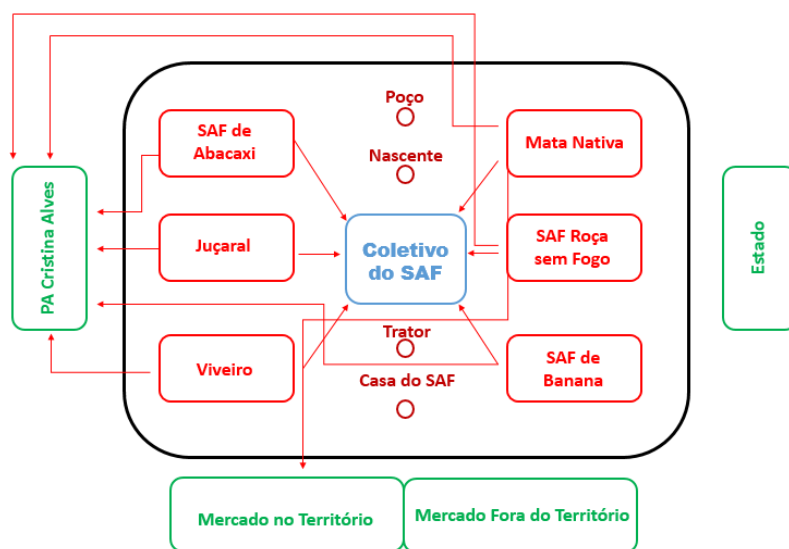 Poço
SAF de
Abacaxi
Mata Nativa
Nascente
PA Cristina Alves
Juçaral
Coletivo
do SAF
SAF Roça
sem Fogo
Estado
Trator
Viveiro
Casa do SAF
SAF de
Banana
Mercado no Território
Mercado Fora do Território